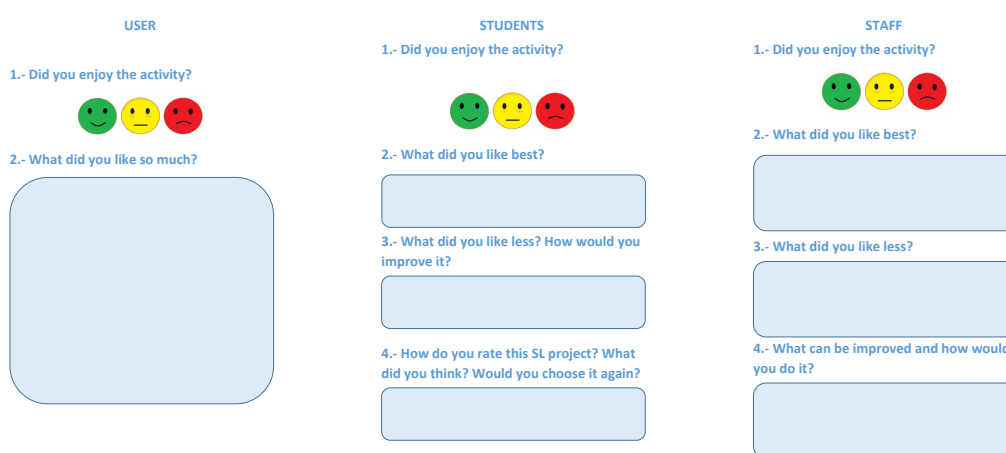 USER
1.- Did you enjoy the activity?
2.- What did you like so much?
STUDENTS
1.- Did you enjoy the activity?
2.- What did you like best?
3.- What did you like less? How would you
improve it?
4.- How do you rate this SL project? What
did you think? Would you choose it again?
STAFF
1.- Did you enjoy the activity?
2.- What did you like best?
3.- What did you like less?
4.- What can be improved and how would
you do it?